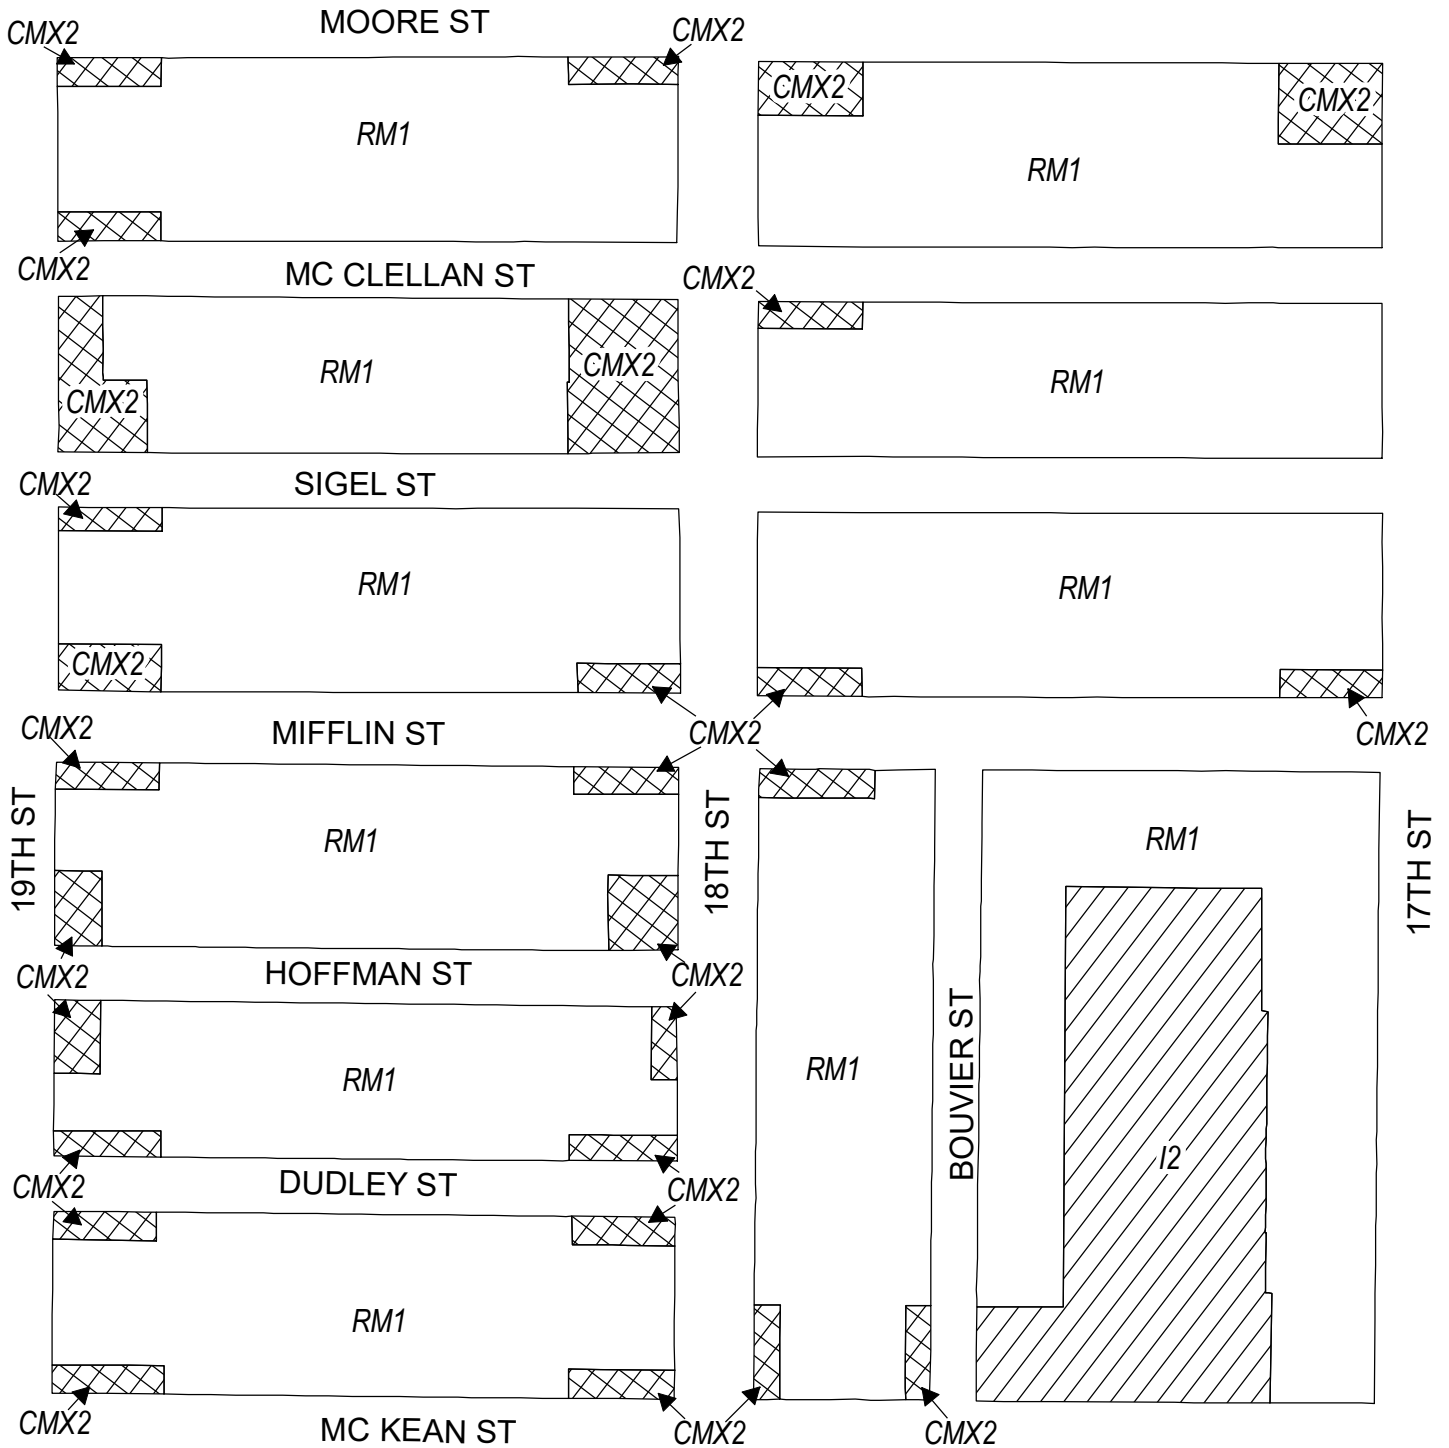 MOORE ST
CMX2
CMX2
CMX2
CMX2
RM1
RM1
CMX2
MC CLELLAN ST
CMX2
CMX2
RM1
CMX2
RM1
CMX2
SIGEL ST
RM1
RM1
CMX2
CMX2
MIFFLIN ST
CMX2
CMX2
19TH ST
18TH ST
17TH ST
RM1
RM1
CMX2
HOFFMAN ST
CMX2
BOUVIER ST
RM1
RM1
I2
CMX2
DUDLEY ST
CMX2
RM1
CMX2
MC KEAN ST
CMX2
CMX2